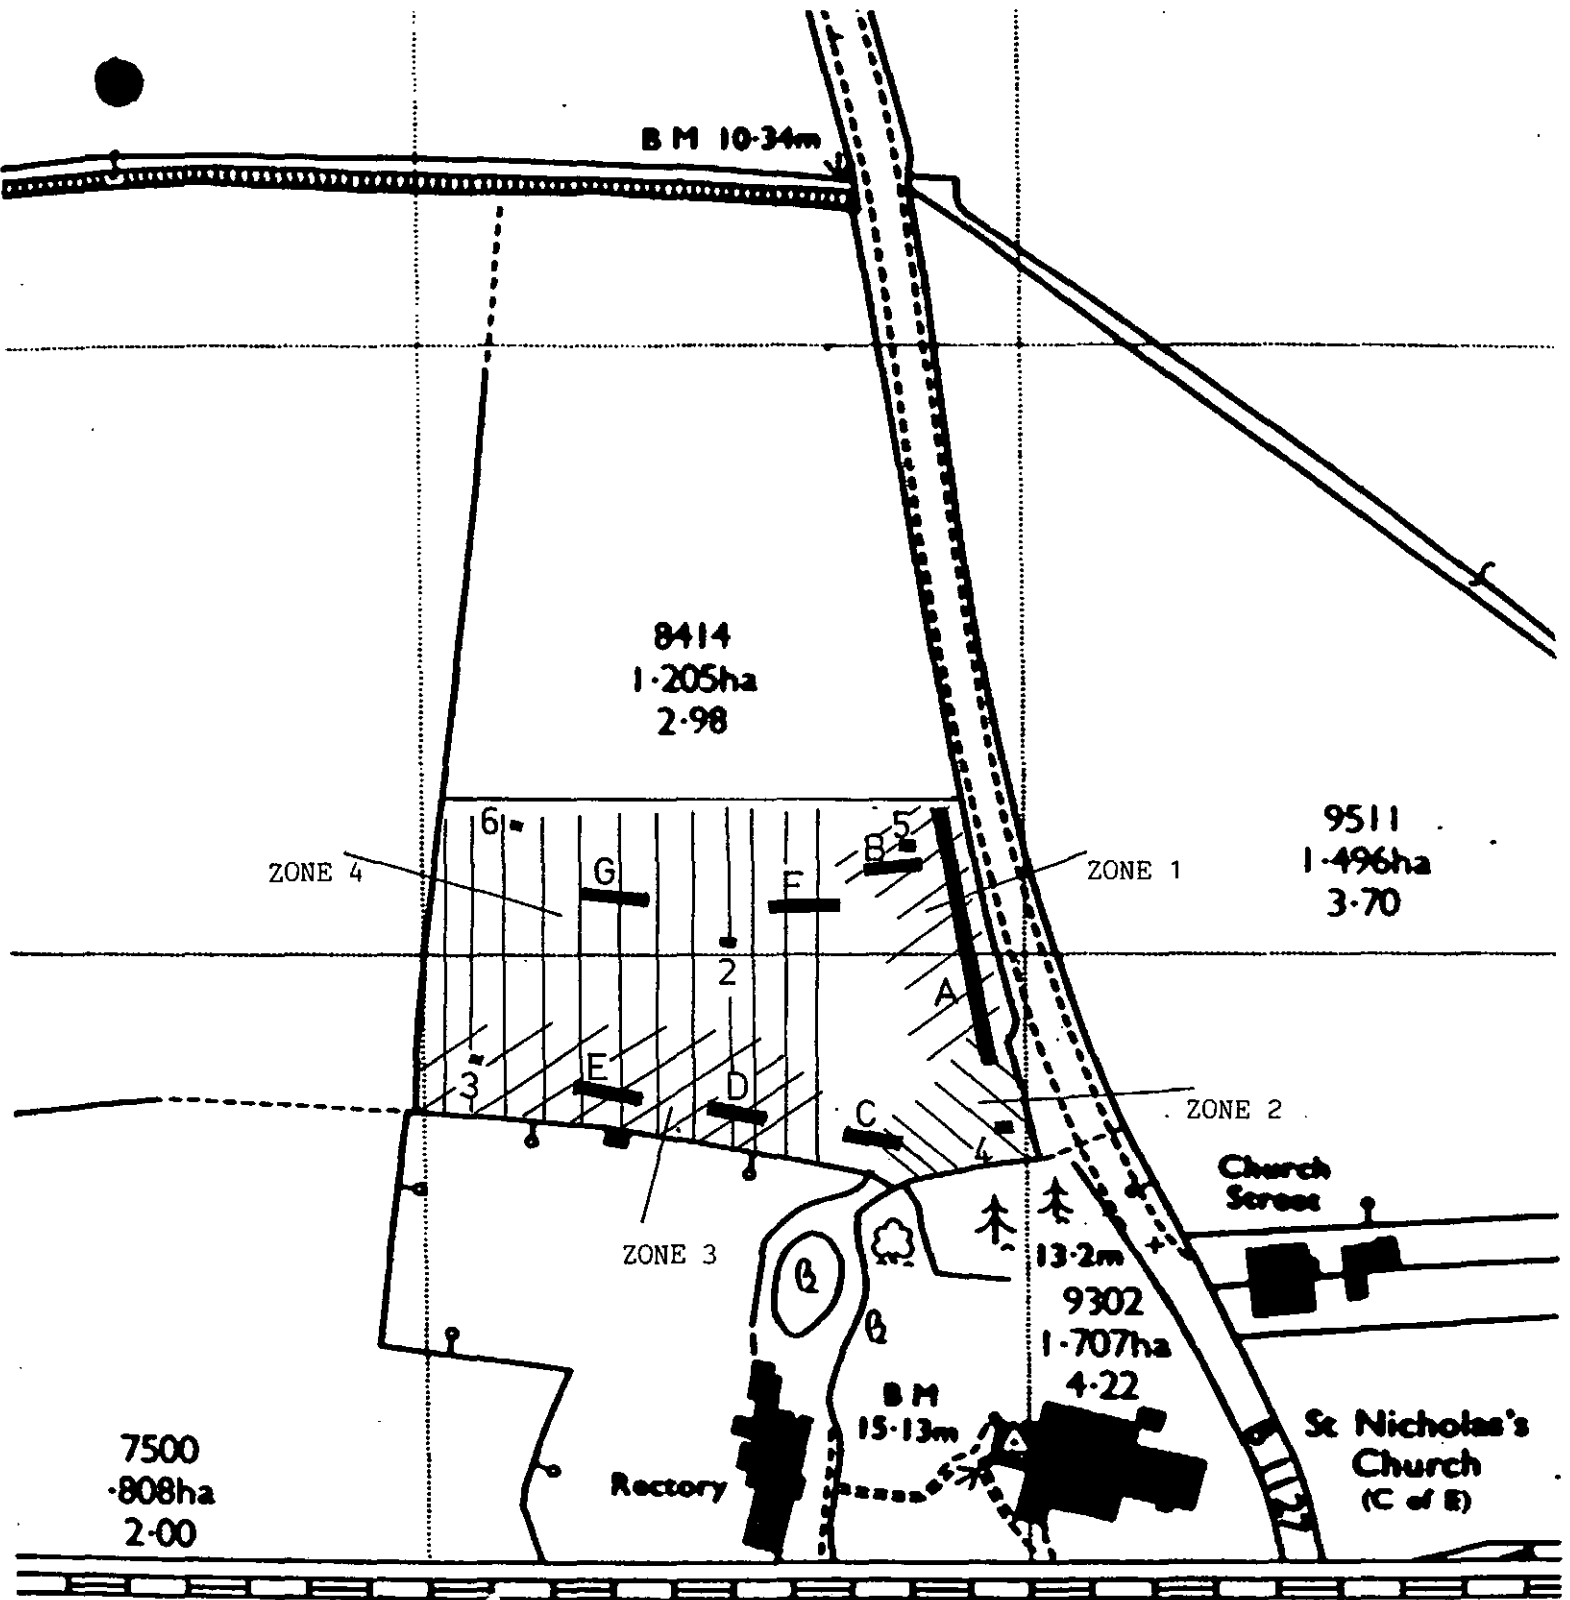 B M 10·34m
8414
1·205ha
2·98
9511
1·496ha
3·70
6
5
B
G
F
ZONE 4
ZONE 1
2
A
3
E
D
C
4
ZONE 2
ZONE 3
Church
Street
13·2m
9302
1·707ha
4·22
B M
15·13m
Rectory
St Nicholas's
Church
(C of E)
7500
·808ha
2·00
B 1127